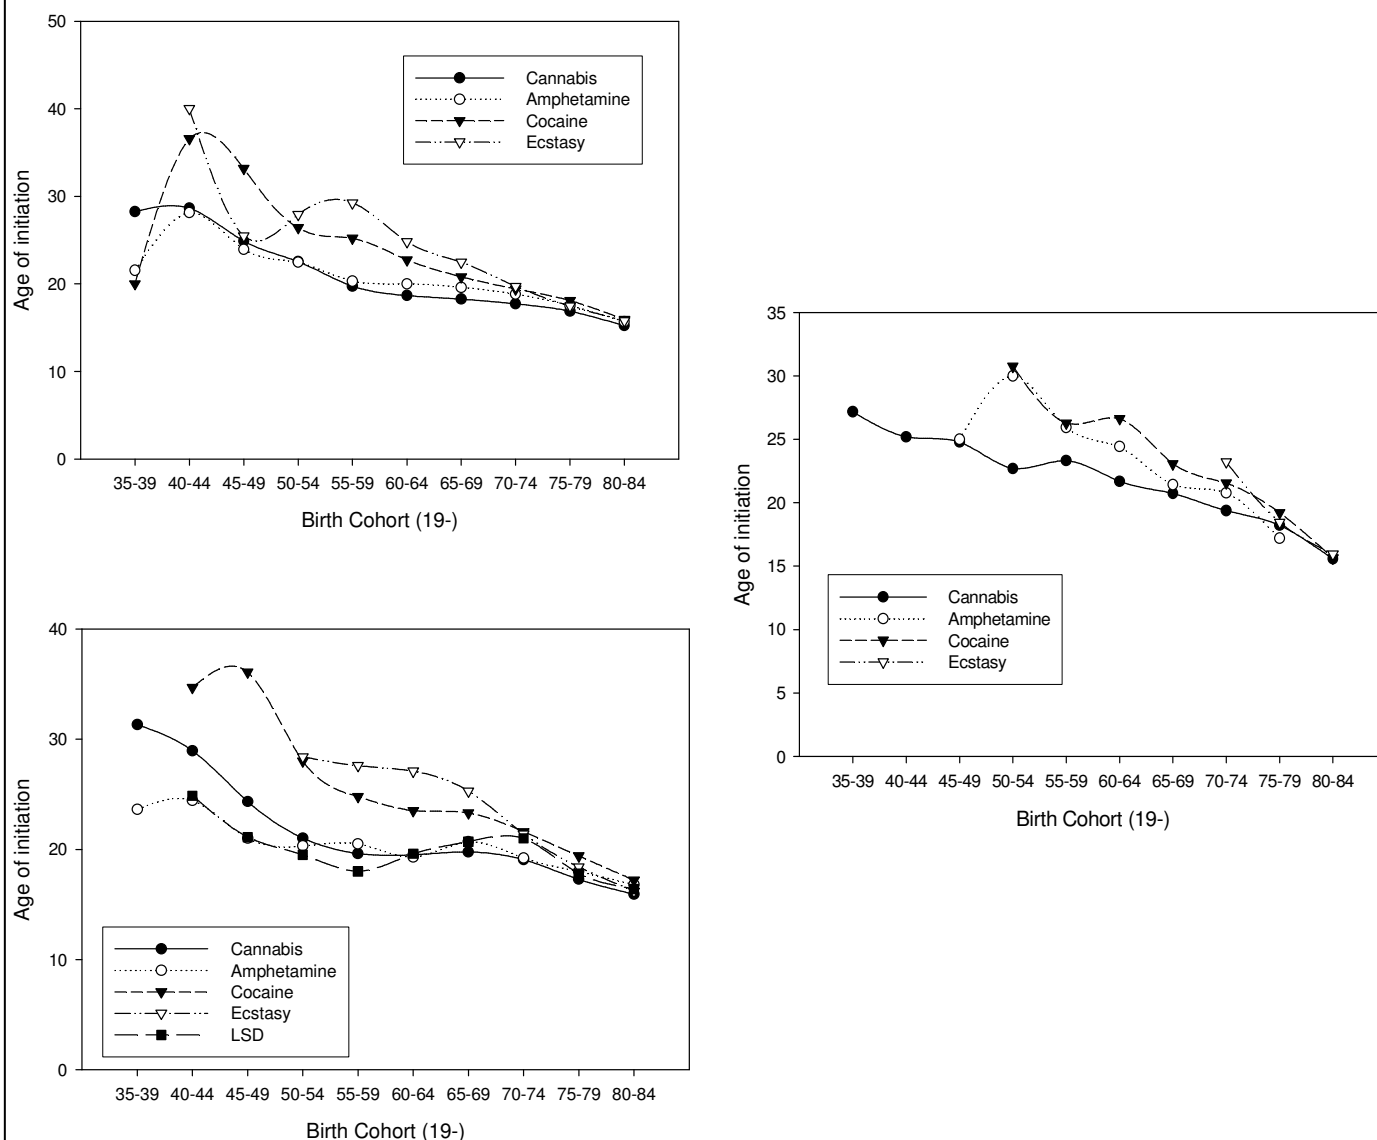 50
40
30
20
10
0
Age of initiation
Cannabis
Amphetamine
Cocaine
Ecstasy
35-39 40-44 45-49 50-54 55-59 60-64 65-69 70-74 75-79 80-84
Birth Cohort (19-)
35
30
25
20
15
10
5
0
Age of initiation
Cannabis
Amphetamine
Cocaine
Ecstasy
35-39 40-44 45-49 50-54 55-59 60-64 65-69 70-74 75-79 80-84
Birth Cohort (19-)
40
30
20
10
0
Age of initiation
Cannabis
Amphetamine
Cocaine
Ecstasy
LSD
35-39 40-44 45-49 50-54 55-59 60-64 65-69 70-74 75-79 80-84
Birth Cohort (19-)